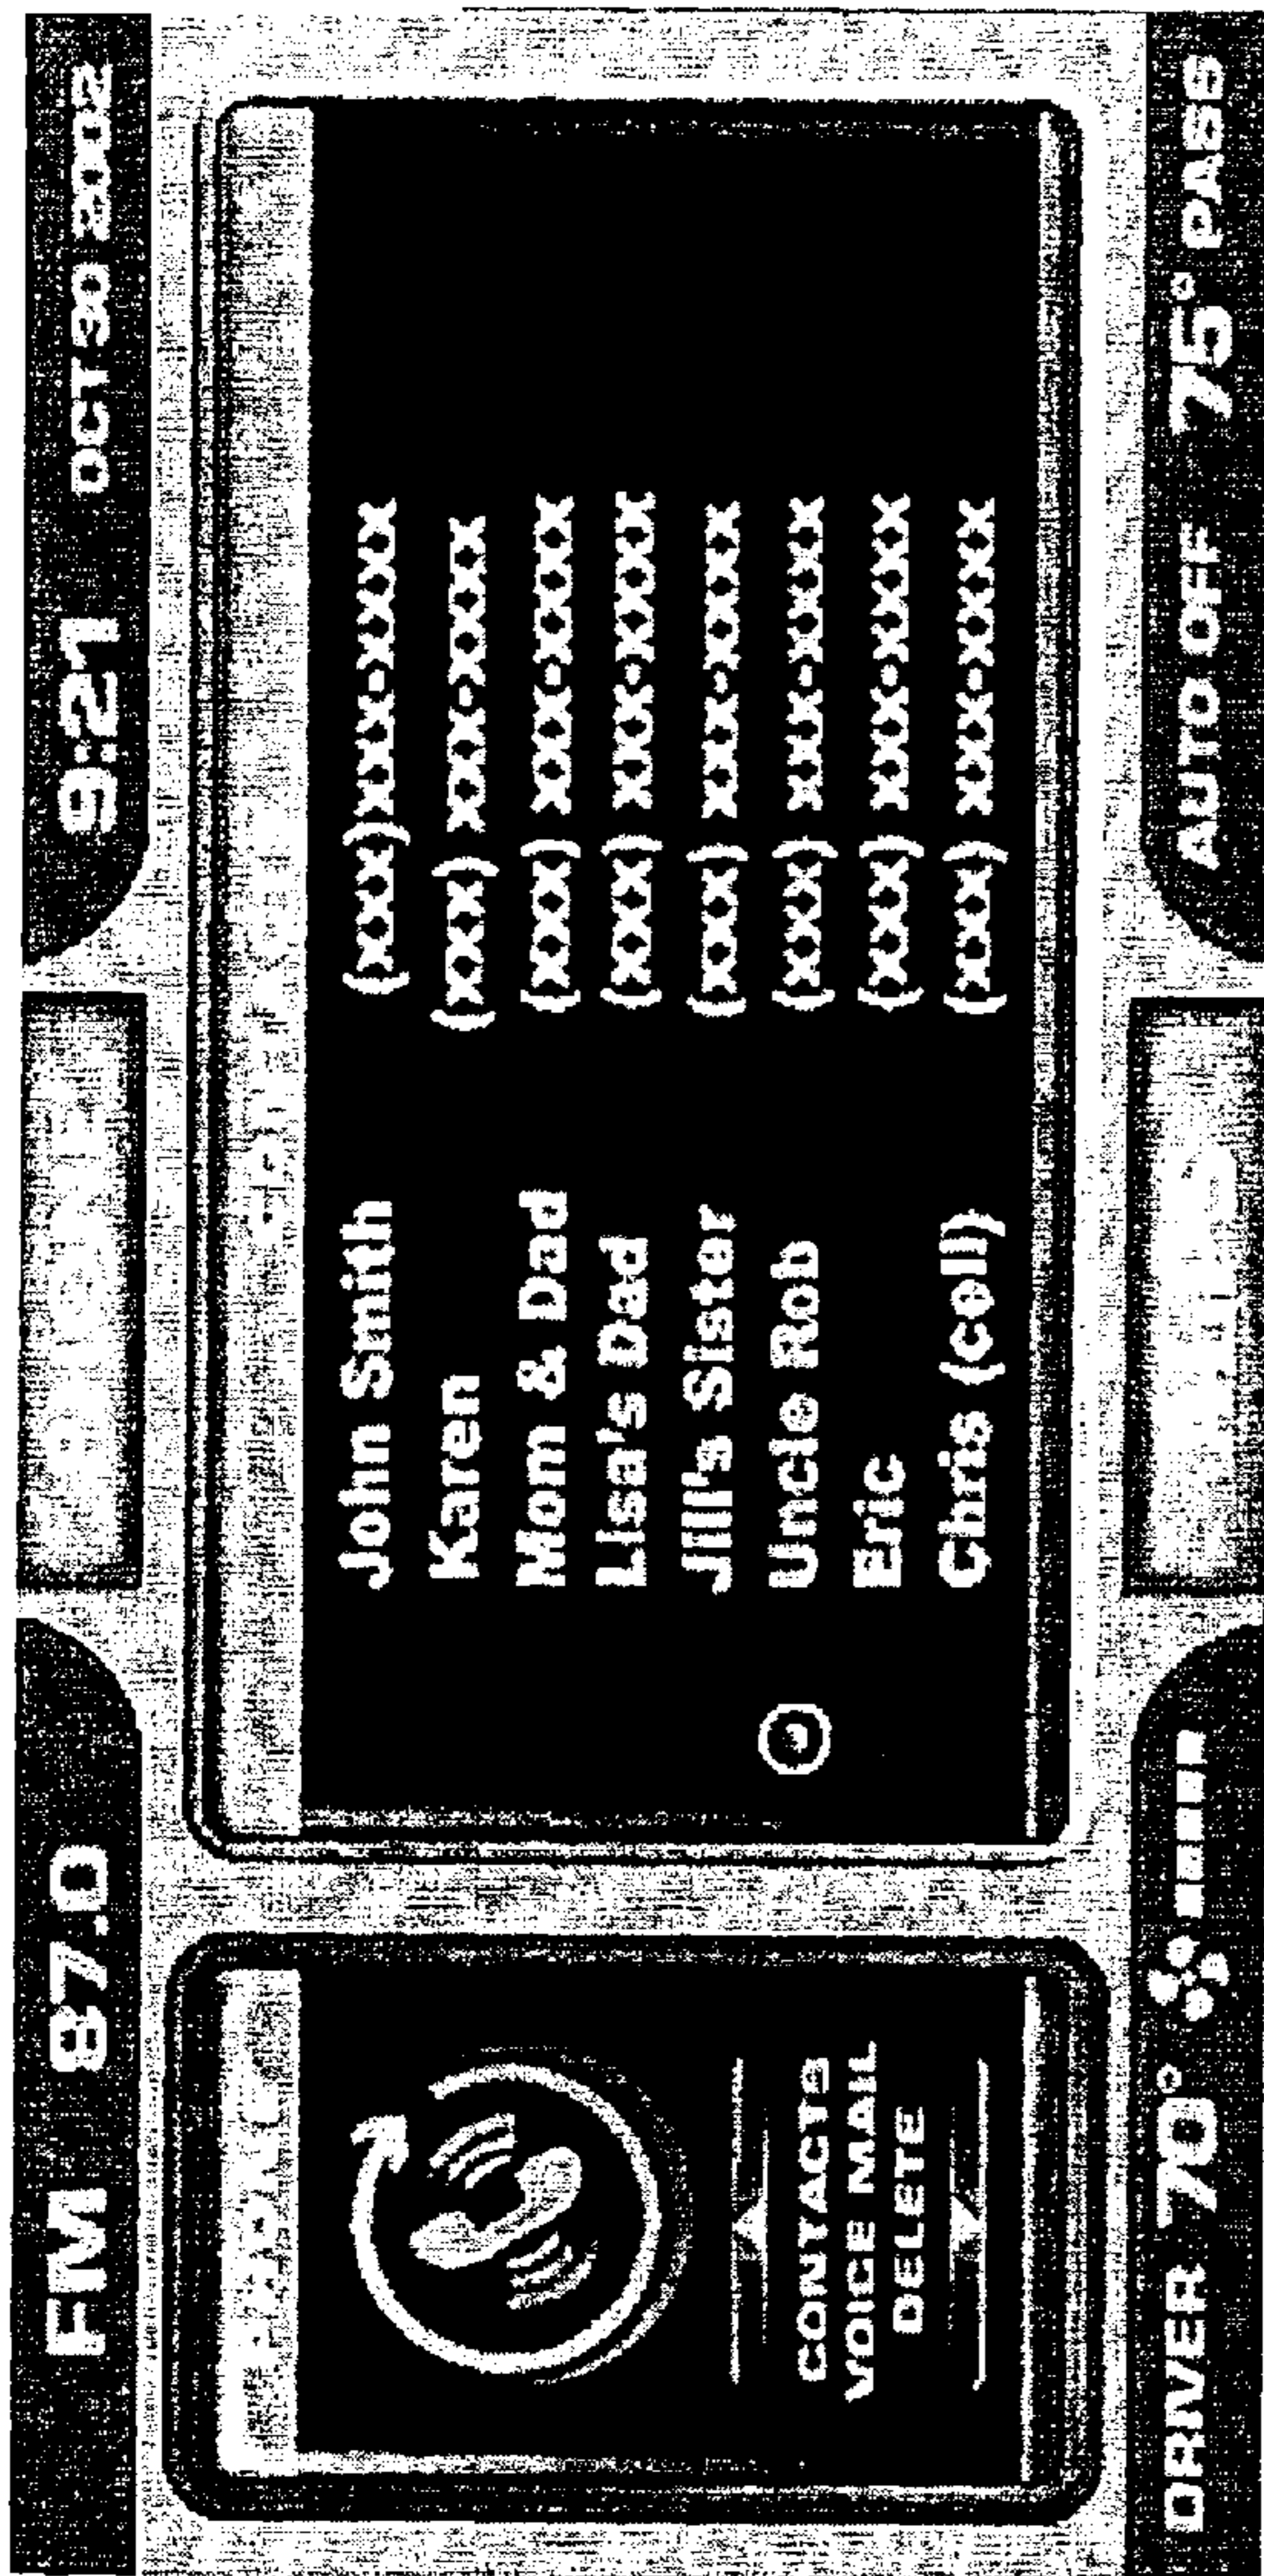 FM 87.0
9:21 OCT 30 2002
CONTACTS
VOICE MAIL
DELETE
John Smith (xxx)xxx-xxxx
Karen (xxx) xxx-xxxx
Mom & Dad (xxx) xxx-xxxx
Lisa's Dad (xxx) xxx-xxxx
Jill's Sister (xxx) xxx-xxxx
Uncle Rob (xxx) xxx-xxxx
Eric (xxx) xxx-xxxx
Chris (cell) (xxx) xxx-xxxx
DRIVER 70°
AUTO OFF 75° PASS